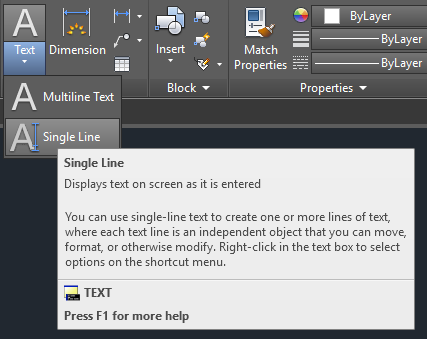 Text
Dimension
Insert
Match
Properties
ByLayer
ByLayer
ByLayer
Block
Properties
Multiline Text
Single Line
Single Line
Displays text on screen as it is entered
You can use single-line text to create one or more lines of text,
where each text line is an independent object that you can move,
format, or otherwise modify. Right-click in the text box to select
options on the shortcut menu.
TEXT
Press F1 for more help